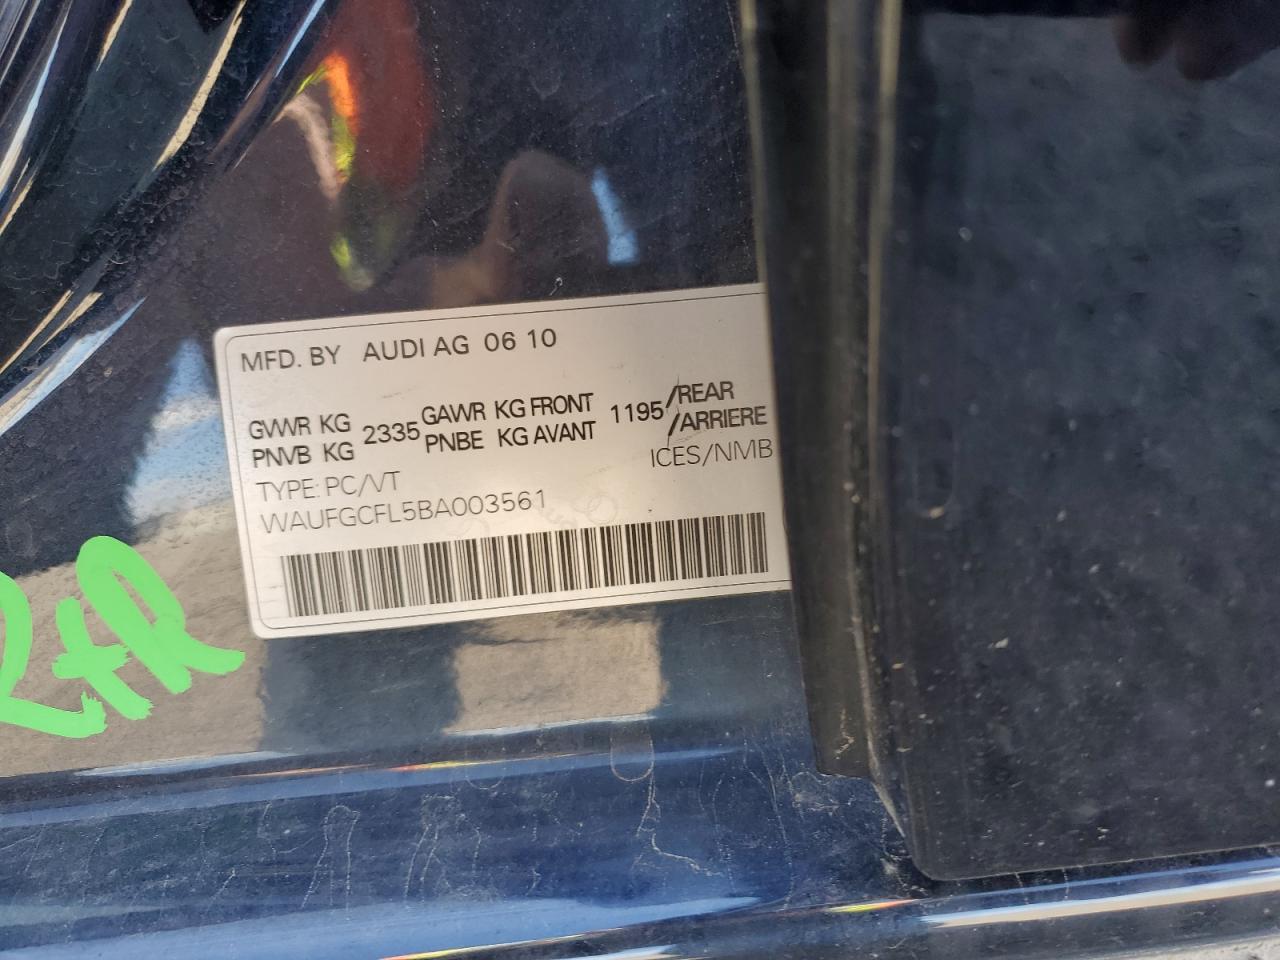 MFD. BY AUDI AG 06 10
GVWR KG 2335 GAWR KG FRONT 1195 /REAR
PNVB KG PNBE KG AVANT /ARRIERE
TYPE: PC/VT ICES/NMB
WAUFGCFL5BA003561